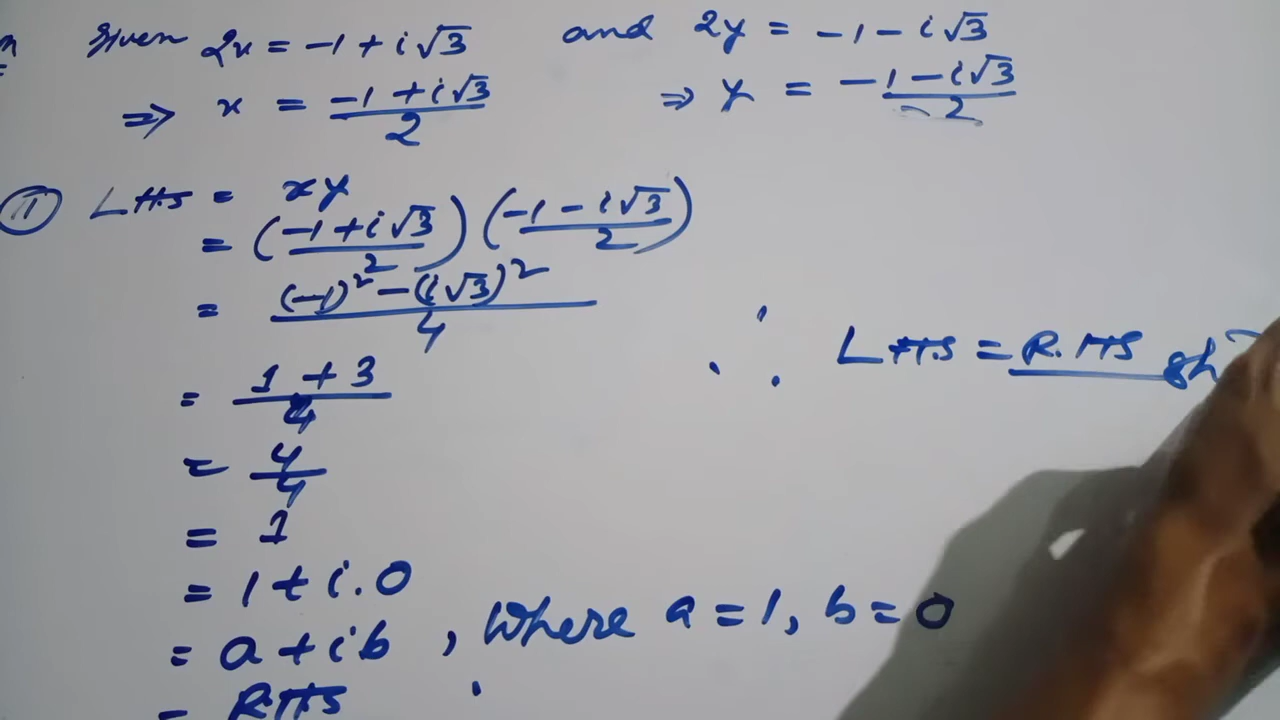 Given 2x = -1 + i√3 and 2y = -1 - i√3
⇒ x = (-1 + i√3)/2 ⇒ y = (-1 - i√3)/2
(II) LHS = xy
= ((-1 + i√3)/2) ((-1 - i√3)/2)
= ((-1)² - (i√3)²)/4
= (1 + 3)/4
∴ LHS = R.HS
= 4/4
= 1
= 1 + i.0
= a + ib, Where a = 1, b = 0
= R.HS